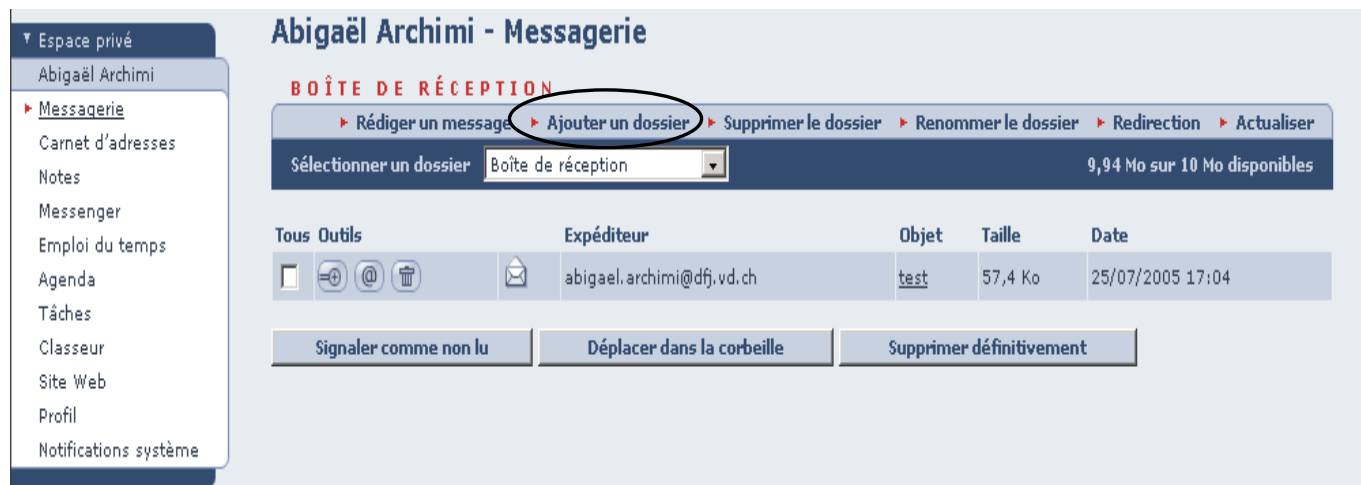 Espace privé
Abigaël Archimi
Messagerie
Carnet d'adresses
Notes
Messenger
Emploi du temps
Agenda
Tâches
Classeur
Site Web
Profil
Notifications système
Abigaël Archimi - Messagerie
BOÎTE DE RÉCEPTION
Rédiger un message Ajouter un dossier Supprimer le dossier Renommer le dossier Redirection Actualiser
Sélectionner un dossier Boîte de réception 9,94 Mo sur 10 Mo disponibles
Tous Outils Expéditeur Objet Taille Date
@ abigael.archimi@dfj.vd.ch test 57,4 Ko 25/07/2005 17:04
Signaler comme non lu Déplacer dans la corbeille Supprimer définitivement